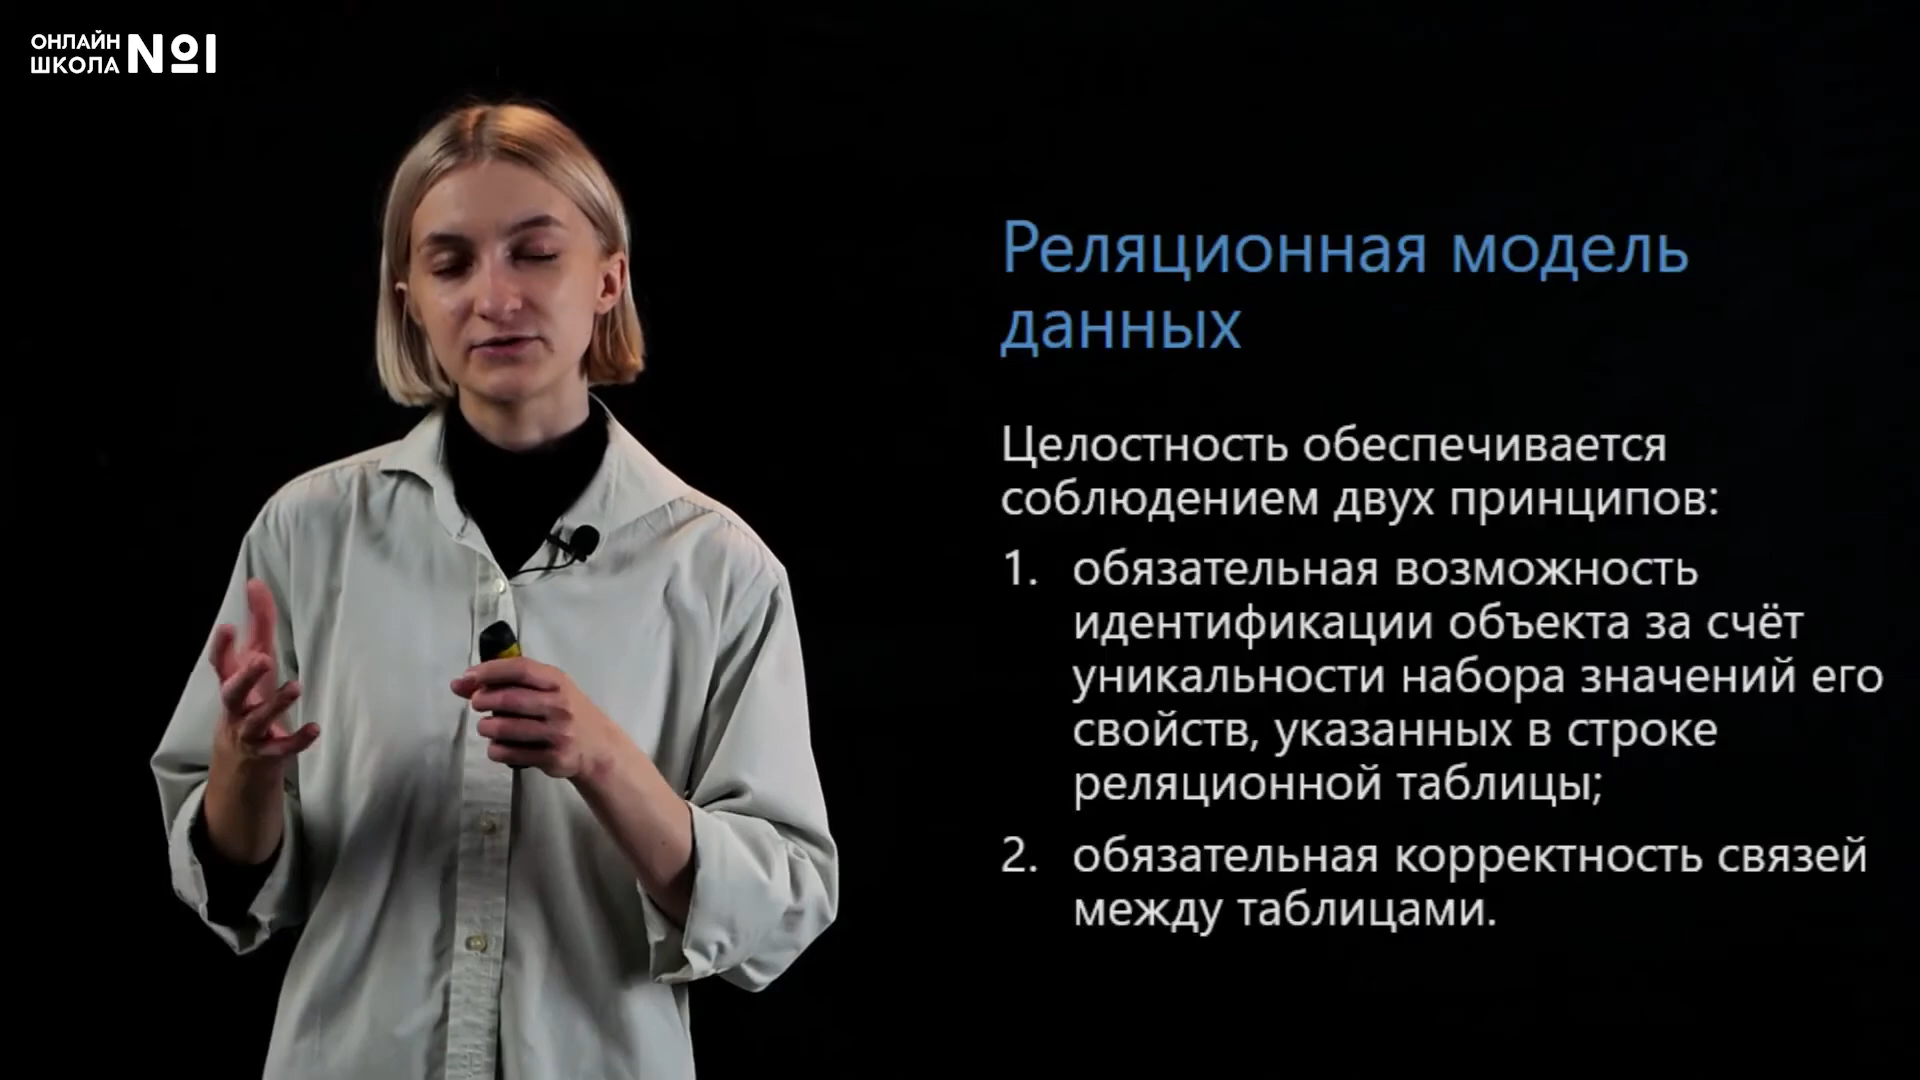 ОНЛАЙН
ШКОЛА №1
Реляционная модель
данных
Целостность обеспечивается
соблюдением двух принципов:
1. обязательная возможность
идентификации объекта за счёт
уникальности набора значений его
свойств, указанных в строке
реляционной таблицы;
2. обязательная корректность связей
между таблицами.